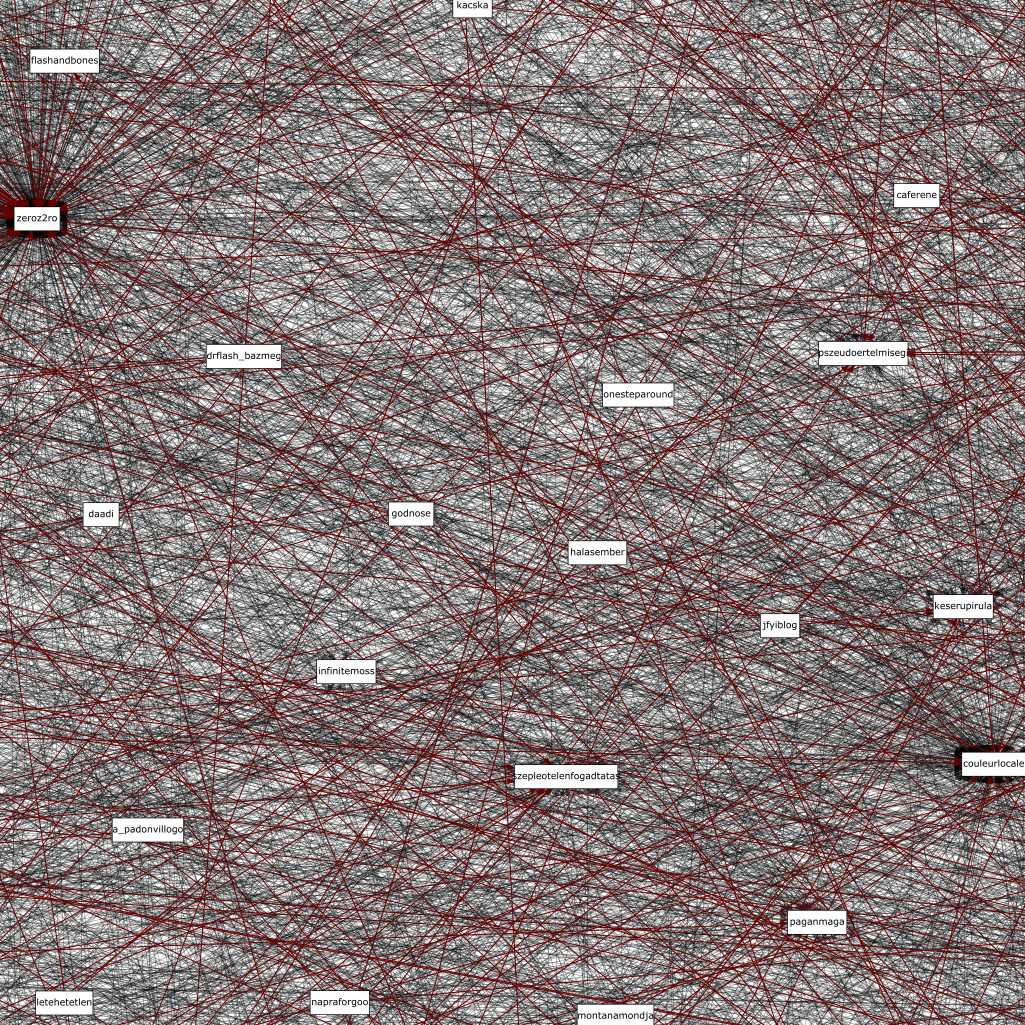 kacska
flashandbones
caferene
zeroz2ro
pszeudoertelmiseg
drflash_bazmeg
onesteparound
daadi
godnose
halasember
keserupirula
jfyiblog
infinitemoss
couleurlocale
szepleotelenfogadtatas
a_padonvillogo
paganmaga
letehetetlen
napraforgoo
montanamondja